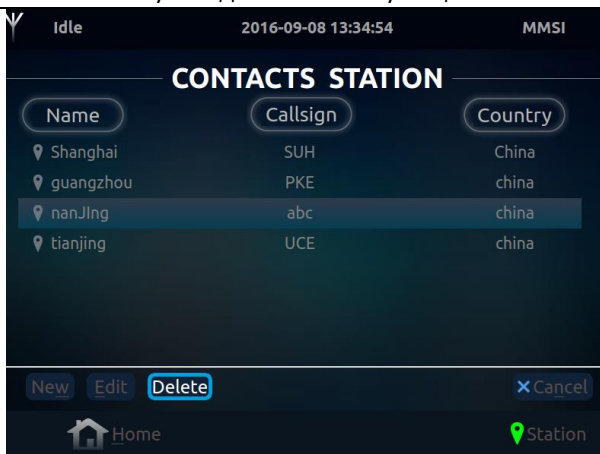 Idle 2016-09-08 13:34:54 MMSI
CONTACTS STATION
Name Callsign Country
Shanghai SUH China
guangzhou PKE china
nanJIng abc china
tianjing UCE china
New Edit Delete Cancel
Home Station